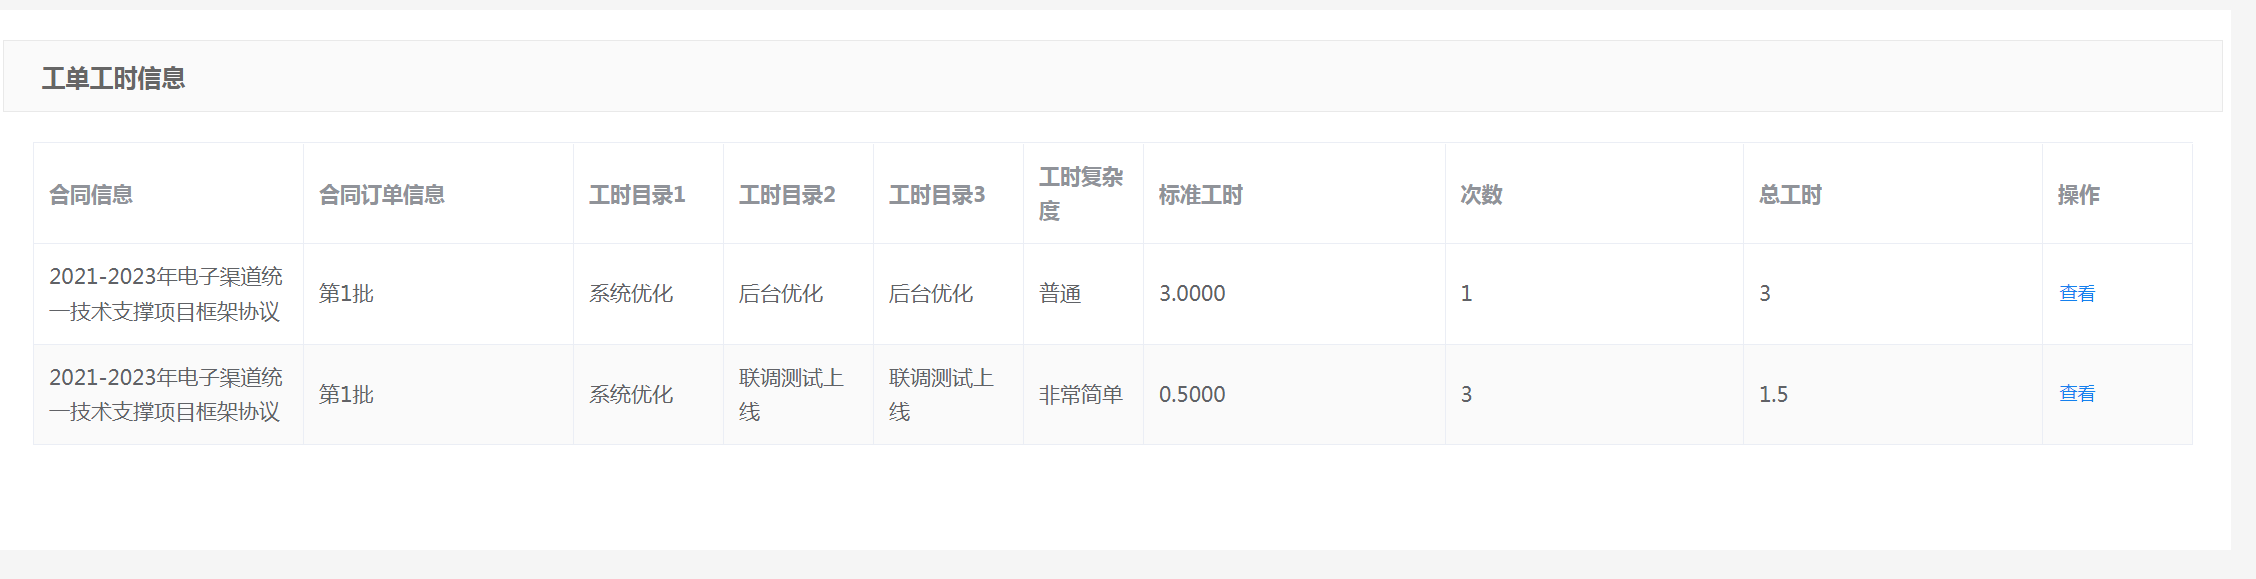 工单工时信息
合同信息 合同订单信息 工时目录1 工时目录2 工时目录3 工时复杂度 标准工时 次数 总工时 操作
2021-2023年电子渠道统一技术支撑项目框架协议 第1批 系统优化 后台优化 后台优化 普通 3.0000 1 3 查看
2021-2023年电子渠道统一技术支撑项目框架协议 第1批 系统优化 联调测试上线 联调测试上线 非常简单 0.5000 3 1.5 查看